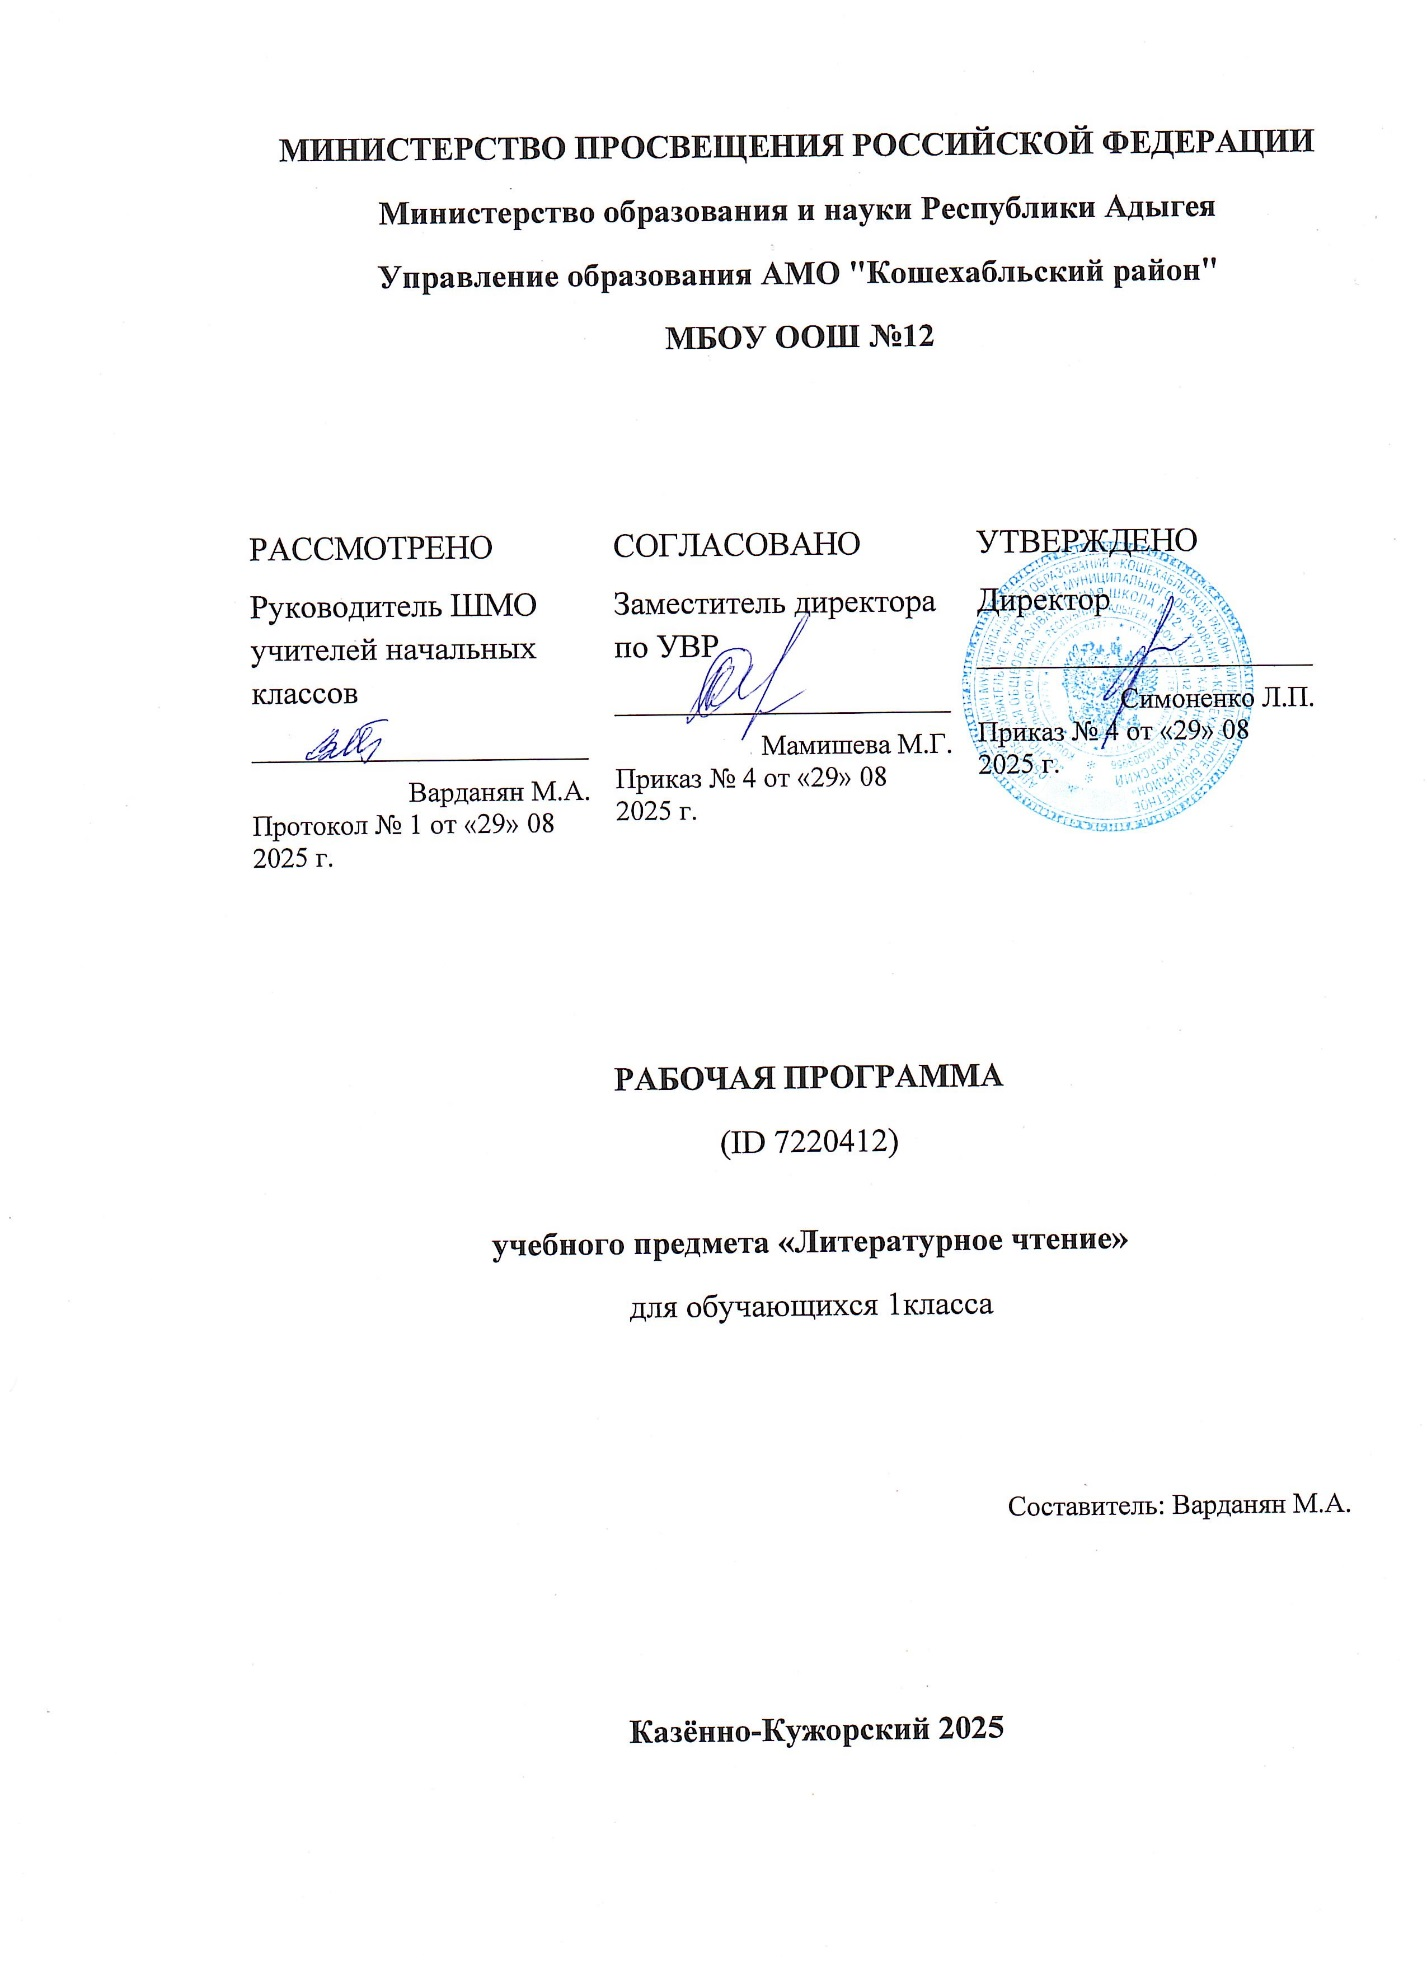 МИНИСТЕРСТВО ПРОСВЕЩЕНИЯ РОССИЙСКОЙ ФЕДЕРАЦИИ
Министерство образования и науки Республики Адыгея
Управление образования АМО "Кошехабльский район"
МБОУ ООШ №12
РАССМОТРЕНО
Руководитель ШМО
учителей начальных
классов
Варданян М.А.
Протокол № 1 от «29» 08
2025 г.
СОГЛАСОВАНО
Заместитель директора
по УВР
Мамишева М.Г.
Приказ № 4 от «29» 08
2025 г.
УТВЕРЖДЕНО
Директор
Симоненко Л.П.
Приказ № 4 от «29» 08
2025 г.
РАБОЧАЯ ПРОГРАММА
(ID 7220412)
учебного предмета «Литературное чтение»
для обучающихся 1класса
Составитель: Варданян М.А.
Казённо-Кужорский 2025